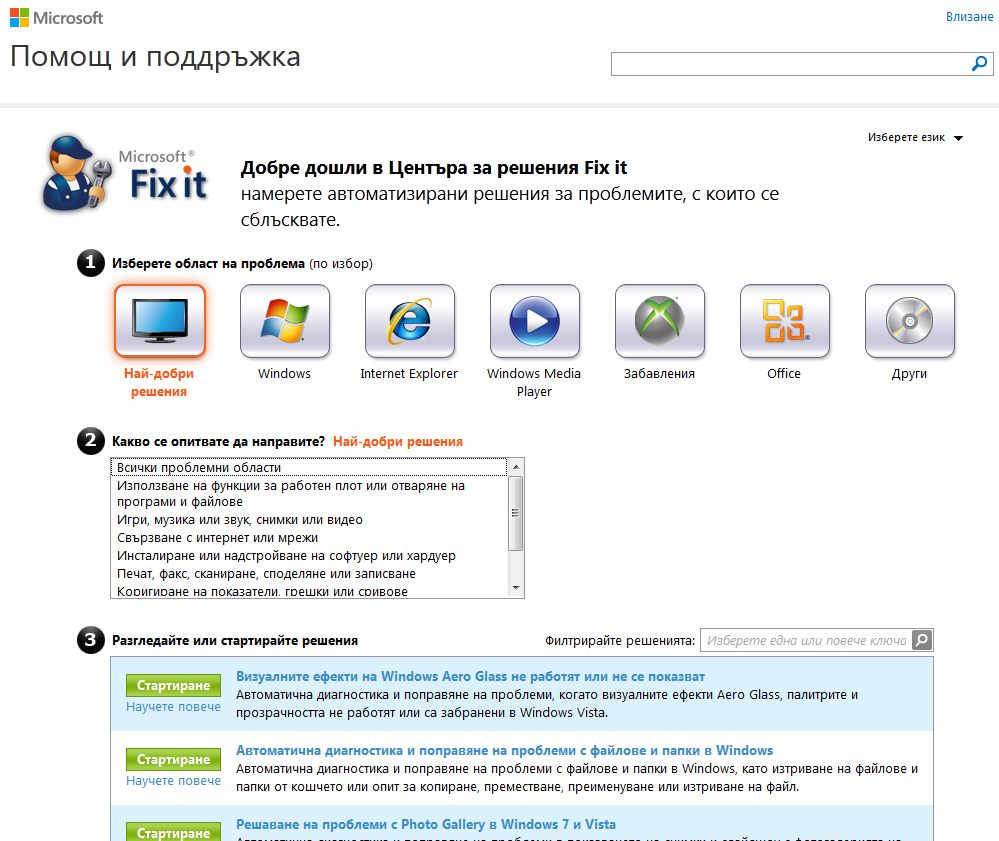 Microsoft
Влизане
Помощ и поддръжка
Изберете език
Microsoft®
Fix it
Добре дошли в Центъра за решения Fix it
намерете автоматизирани решения за проблемите, с които се
сблъсквате.
1 Изберете област на проблема (по избор)
Най-добри
решения
Windows
Internet Explorer
Windows Media
Player
Забавления
Office
Други
2 Какво се опитвате да направите? Най-добри решения
Всички проблемни области
Използване на функции за работен плот или отваряне на
програми и файлове
Игри, музика или звук, снимки или видео
Свързване с интернет или мрежи
Инсталиране или надстройване на софтуер или хардуер
Печат, факс, сканиране, споделяне или записване
Коригиране на показатели, грешки или сривове
3 Разгледайте или стартирайте решения
Филтрирайте решенията: Изберете една или повече ключо
Стартиране
Научете повече
Визуалните ефекти на Windows Aero Glass не работят или не се показват
Автоматична диагностика и поправяне на проблеми, когато визуалните ефекти Aero Glass, палитрите и
прозрачността не работят или са забранени в Windows Vista.
Стартиране
Научете повече
Автоматична диагностика и поправяне на проблеми с файлове и папки в Windows
Автоматична диагностика и поправяне на проблеми с файлове и папки в Windows, като изтриване на файлове и
папки от кошчето или опит за копиране, преместване, преименуване или изтриване на файл.
Стартиране
Решаване на проблеми с Photo Gallery в Windows 7 и Vista